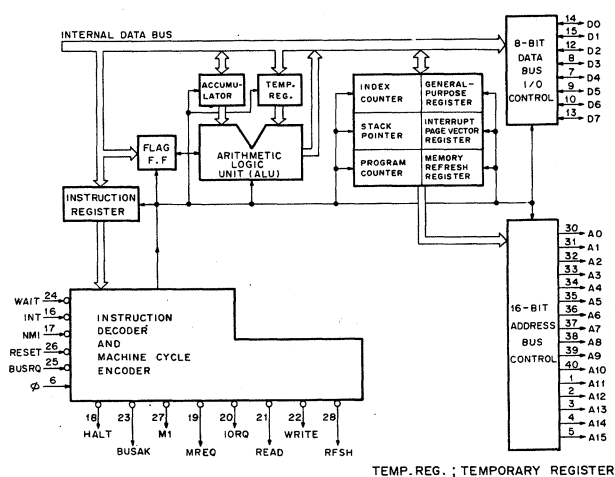 INTERNAL DATA BUS
ACCUMU-
LATOR
TEMP.
REG.
FLAG
F.F
ARITHMETIC
LOGIC
UNIT (ALU)
INSTRUCTION
REGISTER
INDEX
COUNTER
GENERAL-
PURPOSE
REGISTER
STACK
POINTER
INTERRUPT
PAGE VECTOR
REGISTER
PROGRAM
COUNTER
MEMORY
REFRESH
REGISTER
8-BIT
DATA
BUS
I/O
CONTROL
14 D0
15 D1
12 D2
8 D3
7 D4
9 D5
10 D6
13 D7
16-BIT
ADDRESS
BUS
CONTROL
30 A0
31 A1
32 A2
33 A3
34 A4
35 A5
36 A6
37 A7
38 A8
39 A9
40 A10
1 A11
2 A12
3 A13
4 A14
5 A15
WAIT 24
INT 16
NMI 17
RESET 26
BUSRQ 25
Ø 6
INSTRUCTION
DECODER
AND
MACHINE CYCLE
ENCODER
18 23 27 19 20 21 22 28
HALT M1 IORQ WRITE
BUSAK MREQ READ RFSH
TEMP.REG. ; TEMPORARY REGISTER